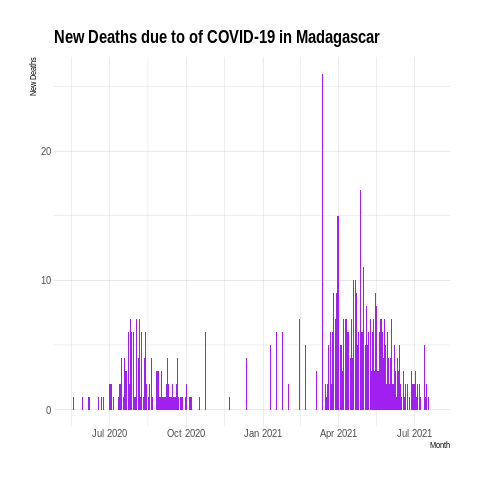 New Deaths due to of COVID-19 in Madagascar
New Deaths
20
10
0
Jul 2020 Oct 2020 Jan 2021 Apr 2021 Jul 2021
Month